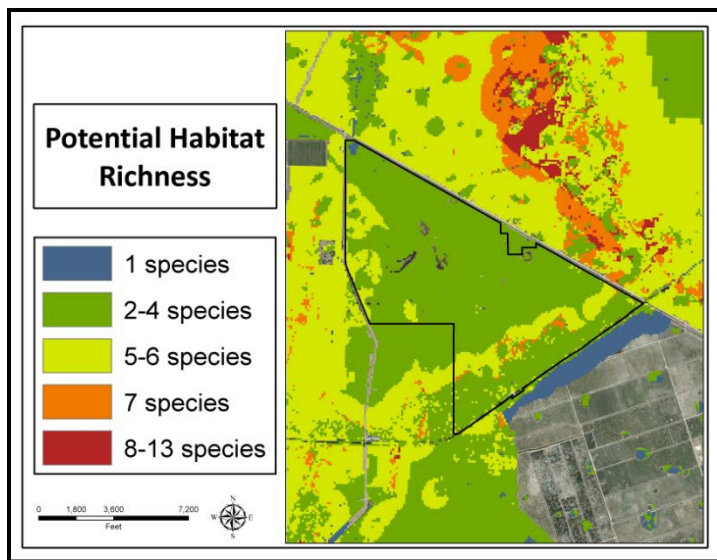 Potential Habitat
Richness
1 species
2-4 species
5-6 species
7 species
8-13 species
0 1,800 3,600 7,200
Feet
N
W E
S